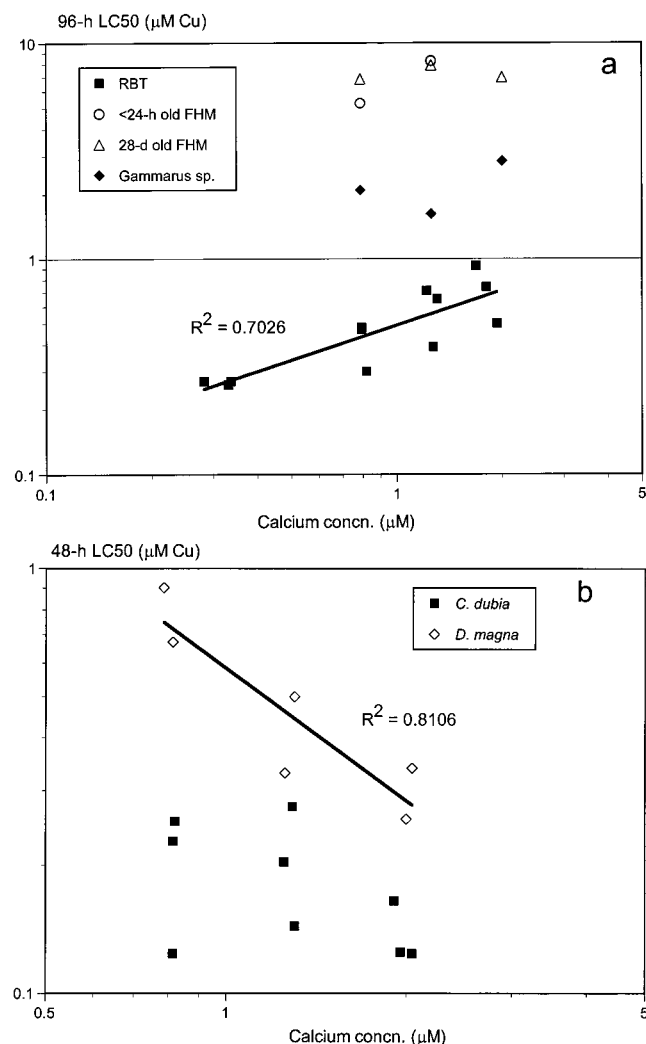 96-h LC50 (μM Cu)
10
a
RBT
<24-h old FHM
28-d old FHM
Gammarus sp.
1
R² = 0.7026
0.1
0.1
1
5
Calcium concn. (μM)
48-h LC50 (μM Cu)
1
b
C. dubia
D. magna
R² = 0.8106
0.1
0.5
1
5
Calcium concn. (μM)